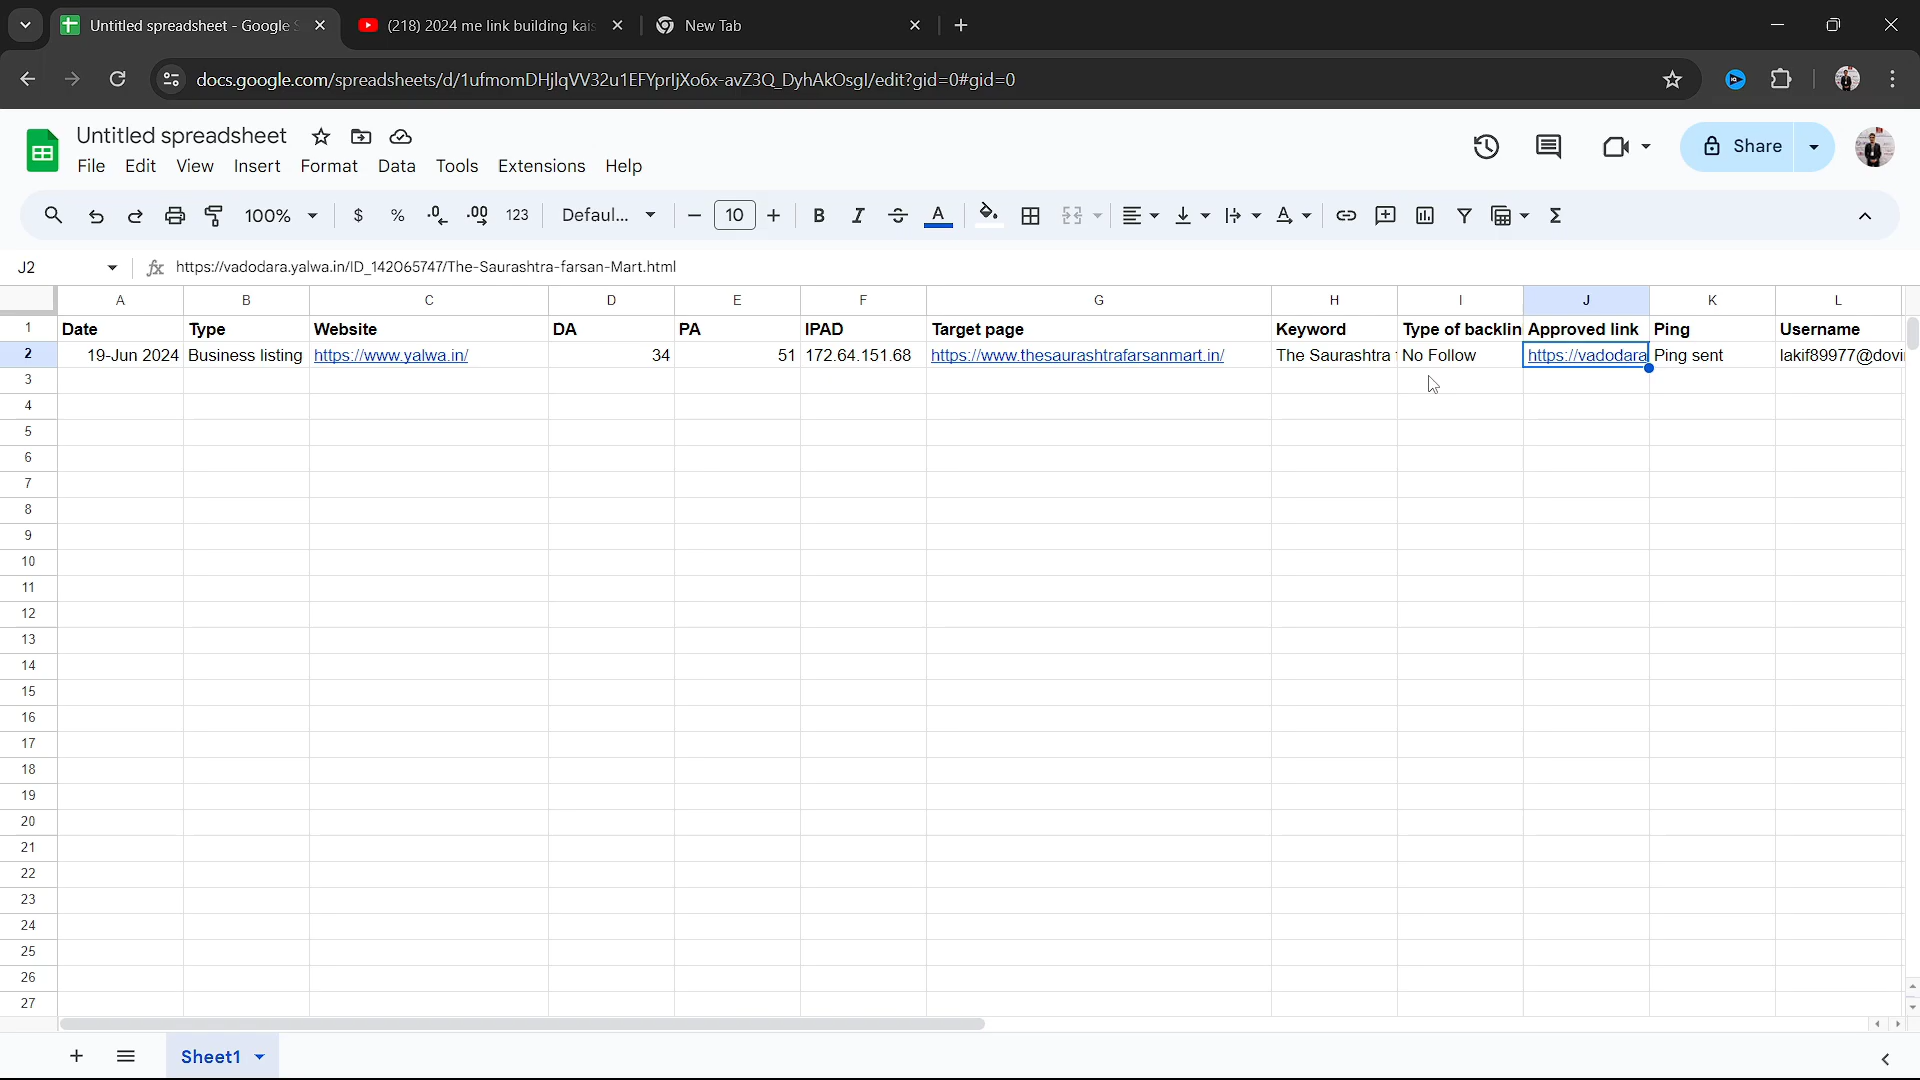 Untitled spreadsheet - Google S
(218) 2024 me link building kais
New Tab
docs.google.com/spreadsheets/d/1ufmomDHjlqVV32u1EFYprljXo6x-avZ3Q_DyhAkOsgI/edit?gid=0#gid=0
Untitled spreadsheet
File Edit View Insert Format Data Tools Extensions Help
Share
100% $ % .0 .00 123 Defaul... 10 B I A
J2 fx https://vadodara.yalwa.in/ID_142065747/The-Saurashtra-farsan-Mart.html
A B C D E F G H I J K L
1 Date Type Website DA PA IPAD Target page Keyword Type of backlin Approved link Ping Username
2 19-Jun 2024 Business listing https://www.yalwa.in/ 34 51 172.64.151.68 https://www.thesaurashtrafarsanmart.in/ The Saurashtra No Follow https://vadodara Ping sent lakif89977@dovi
3
4
5
6
7
8
9
10
11
12
13
14
15
16
17
18
19
20
21
22
23
24
25
26
27
Sheet1